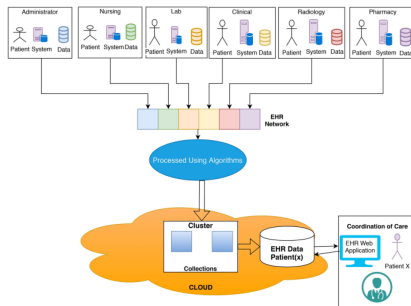 Administrator
Nursing
Lab
Clinical
Radiology
Pharmacy
Patient System Data
Patient System Data
Patient System Data
Patient System Data
Patient System Data
Patient System Data
EHR
Network
Processed Using Algorithms
Cluster
Collections
EHR Data
Patient(x)
CLOUD
Coordination of Care
EHR Web
Application
Patient X